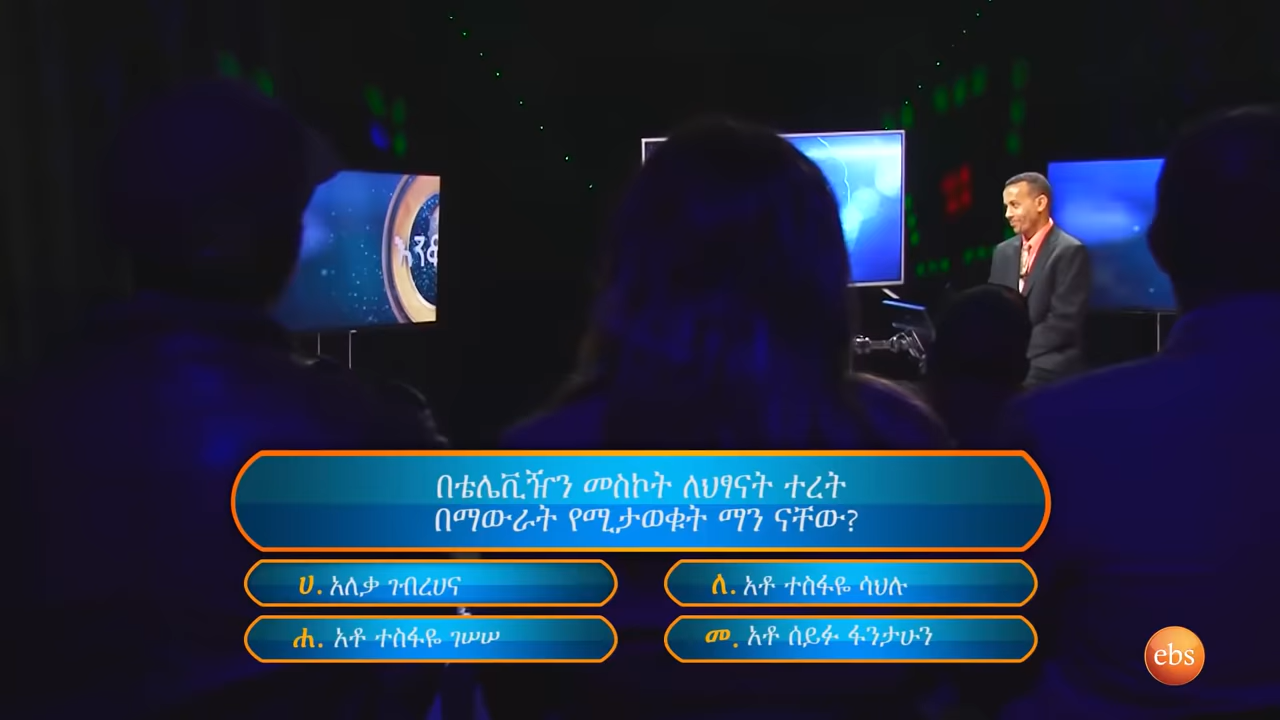 በቴሌቪዥን መስኮት ለህፃናት ተረት
በማውራት የሚታወቁት ማን ናቸው?
ሀ. አለቃ ገብረሀና
ለ. አቶ ተስፋዬ ሳህሉ
ሐ. አቶ ተስፋዬ ገሠሠ
መ. አቶ ሰይፉ ፋንታሁን
ebs